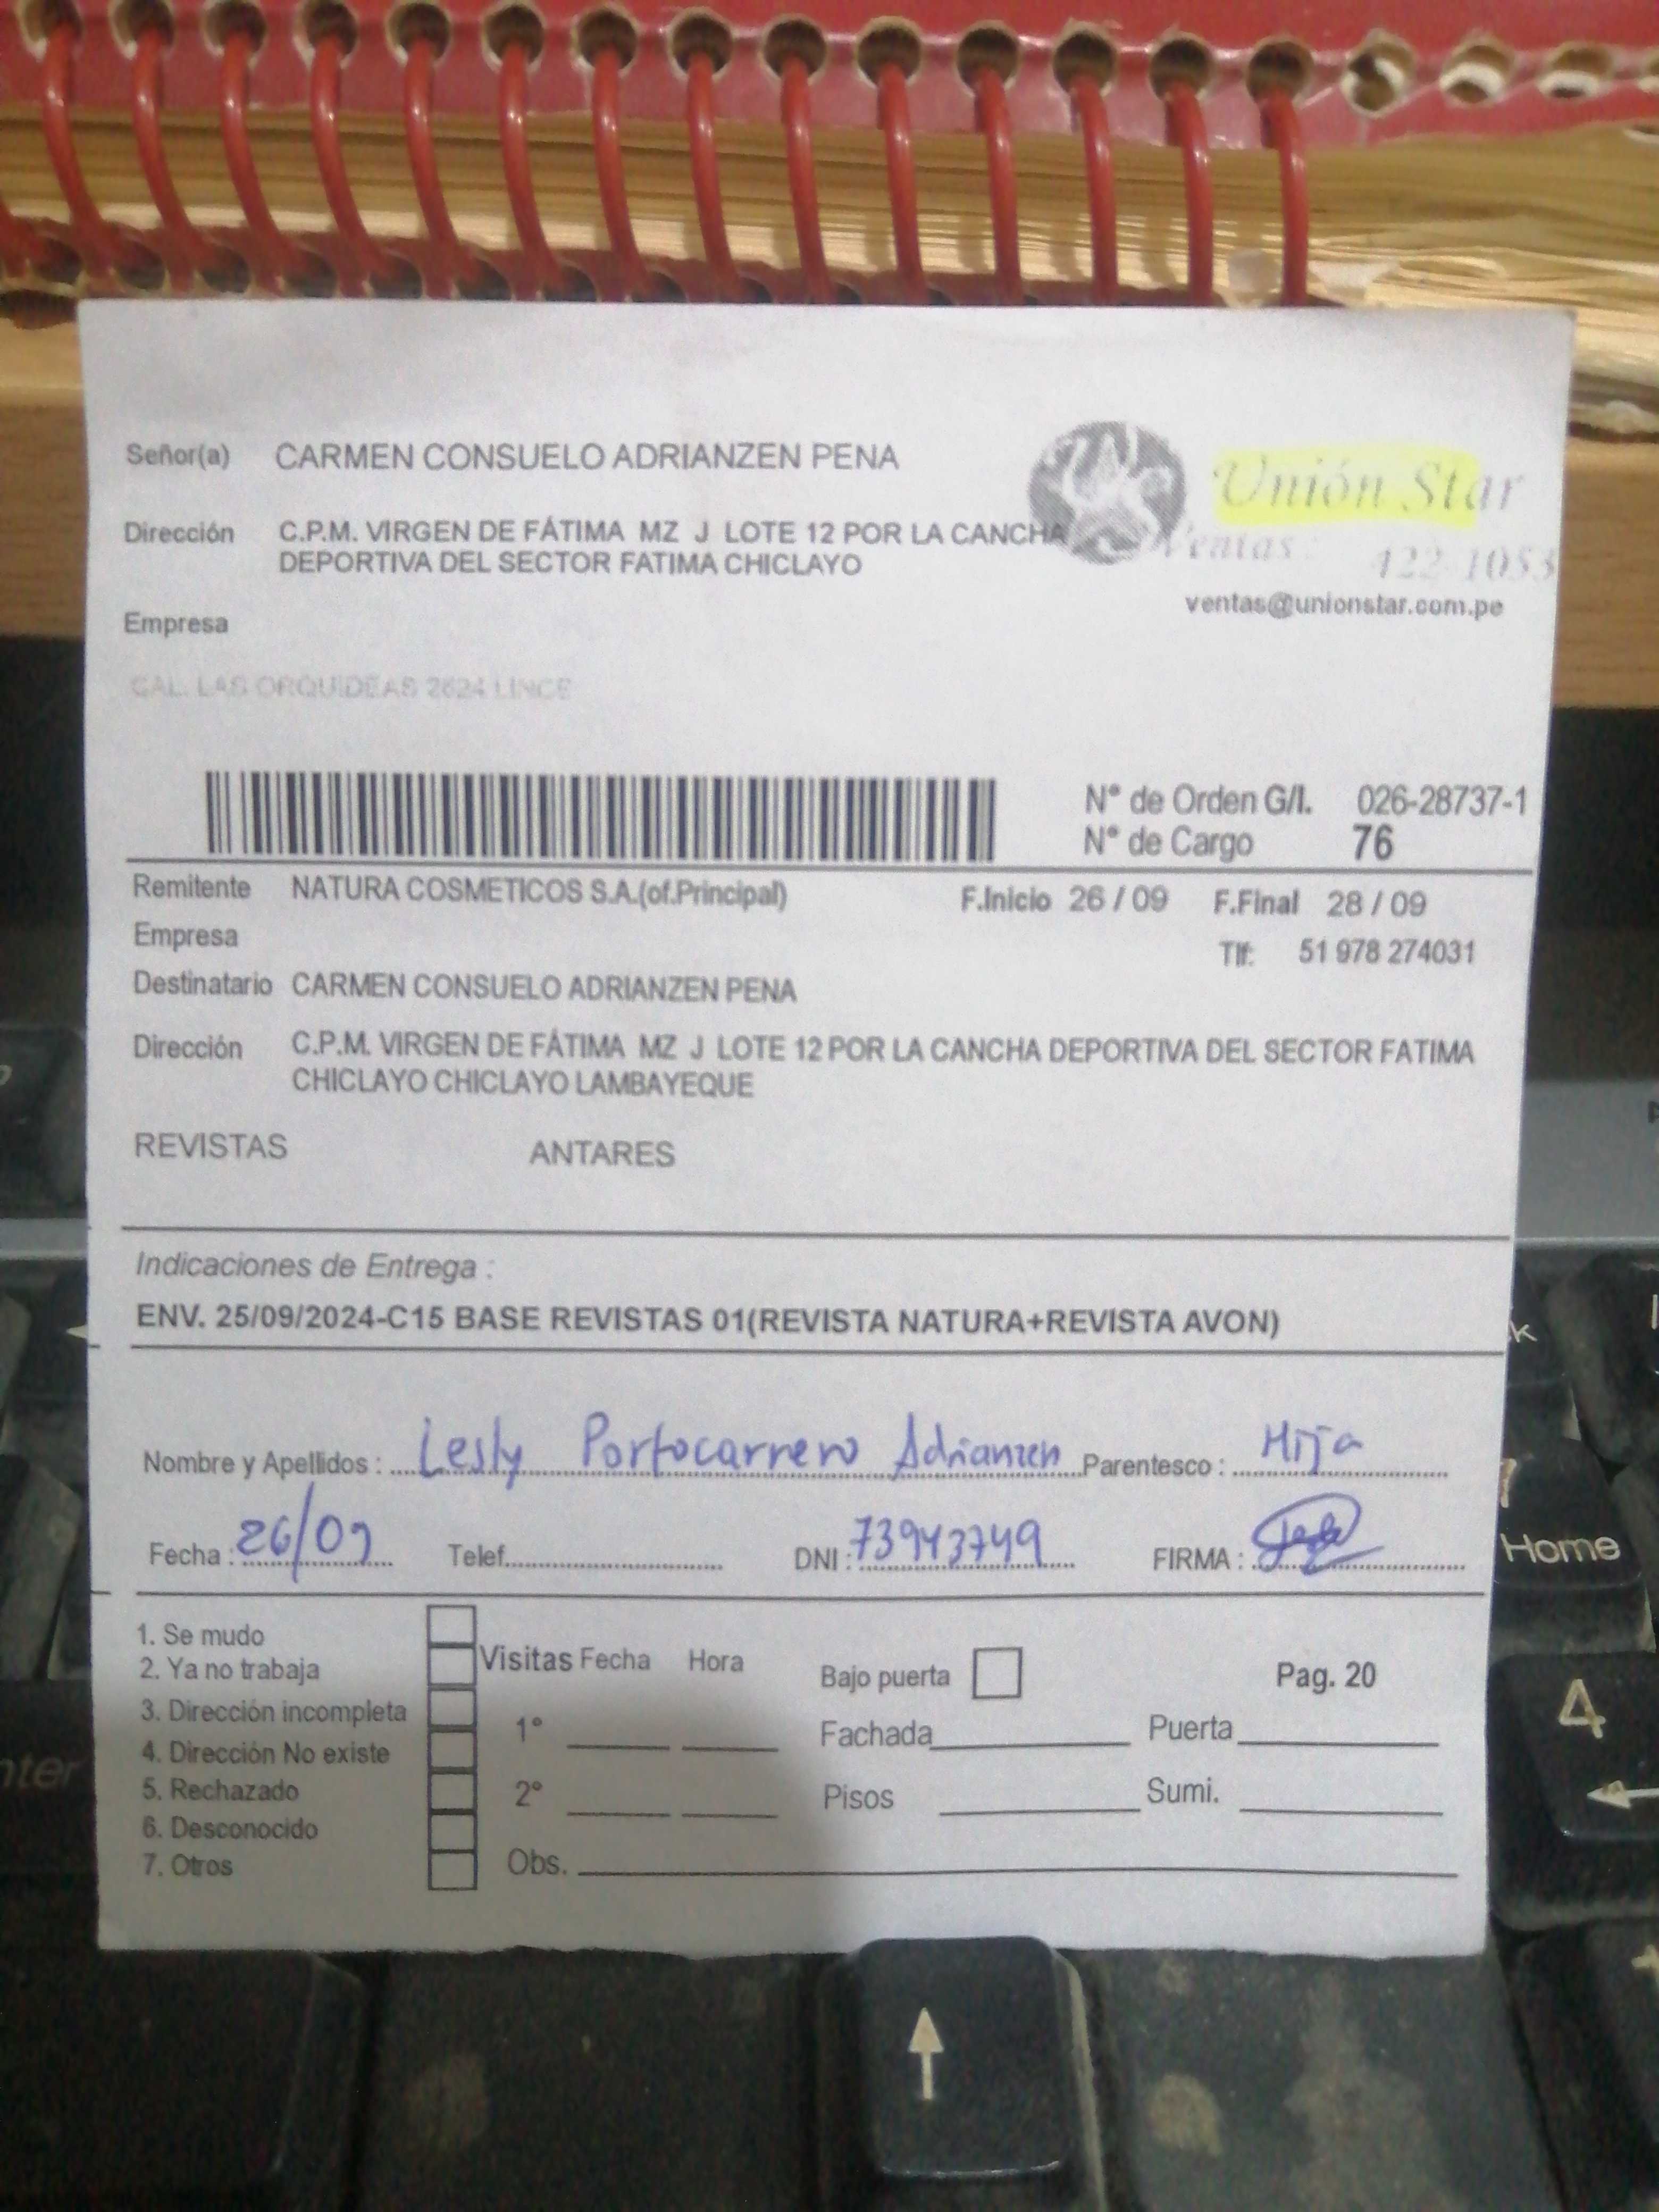 Señor(a) CARMEN CONSUELO ADRIANZEN PENA
Unión Star
Dirección C.P.M. VIRGEN DE FÁTIMA MZ J LOTE 12 POR LA CANCHA
DEPORTIVA DEL SECTOR FATIMA CHICLAYO
Ventas: 422-1053
ventas@unionstar.com.pe
Empresa
CAL. LAS ORQUIDEAS 2624 LINCE
N° de Orden G/I. 026-28737-1
N° de Cargo 76
Remitente NATURA COSMETICOS S.A.(of.Principal) F.Inicio 26 / 09 F.Final 28 / 09
Empresa Tlf: 51 978 274031
Destinatario CARMEN CONSUELO ADRIANZEN PENA
Dirección C.P.M. VIRGEN DE FÁTIMA MZ J LOTE 12 POR LA CANCHA DEPORTIVA DEL SECTOR FATIMA
CHICLAYO CHICLAYO LAMBAYEQUE
REVISTAS ANTARES
Indicaciones de Entrega :
ENV. 25/09/2024-C15 BASE REVISTAS 01(REVISTA NATURA+REVISTA AVON)
Nombre y Apellidos : Lesly Portocarrero Adrianzen Parentesco : Hija
Fecha : 26/09 Telef. DNI : 73943749 FIRMA :
1. Se mudo
2. Ya no trabaja
3. Dirección incompleta
4. Dirección No existe
5. Rechazado
6. Desconocido
7. Otros
Visitas Fecha Hora
1°
2°
Obs.
Bajo puerta Pag. 20
Fachada Puerta
Pisos Sumi.
Home
4